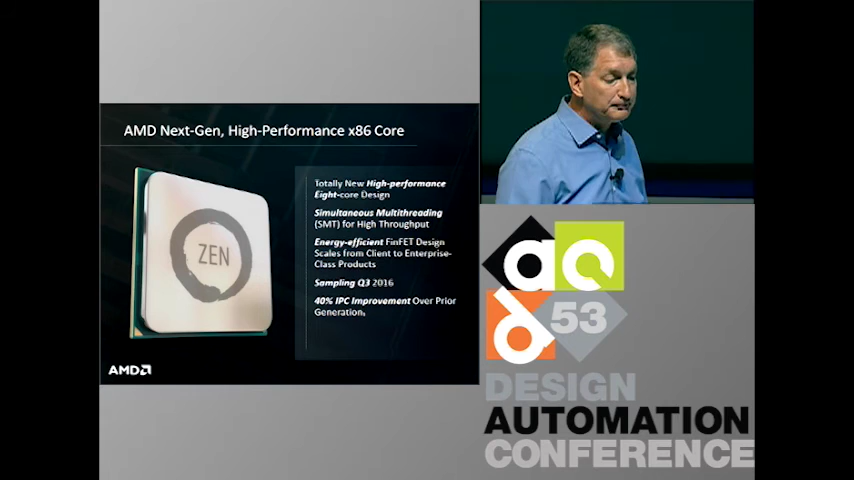 AMD Next-Gen, High-Performance x86 Core
ZEN
Totally New High-performance
Eight-core Design
Simultaneous Multithreading
(SMT) for High Throughput
Energy-efficient FinFET Design
Scales from Client to Enterprise-
Class Products
Sampling Q3 2016
40% IPC Improvement Over Prior
Generation
AMD
dac
53
DESIGN
AUTOMATION
CONFERENCE